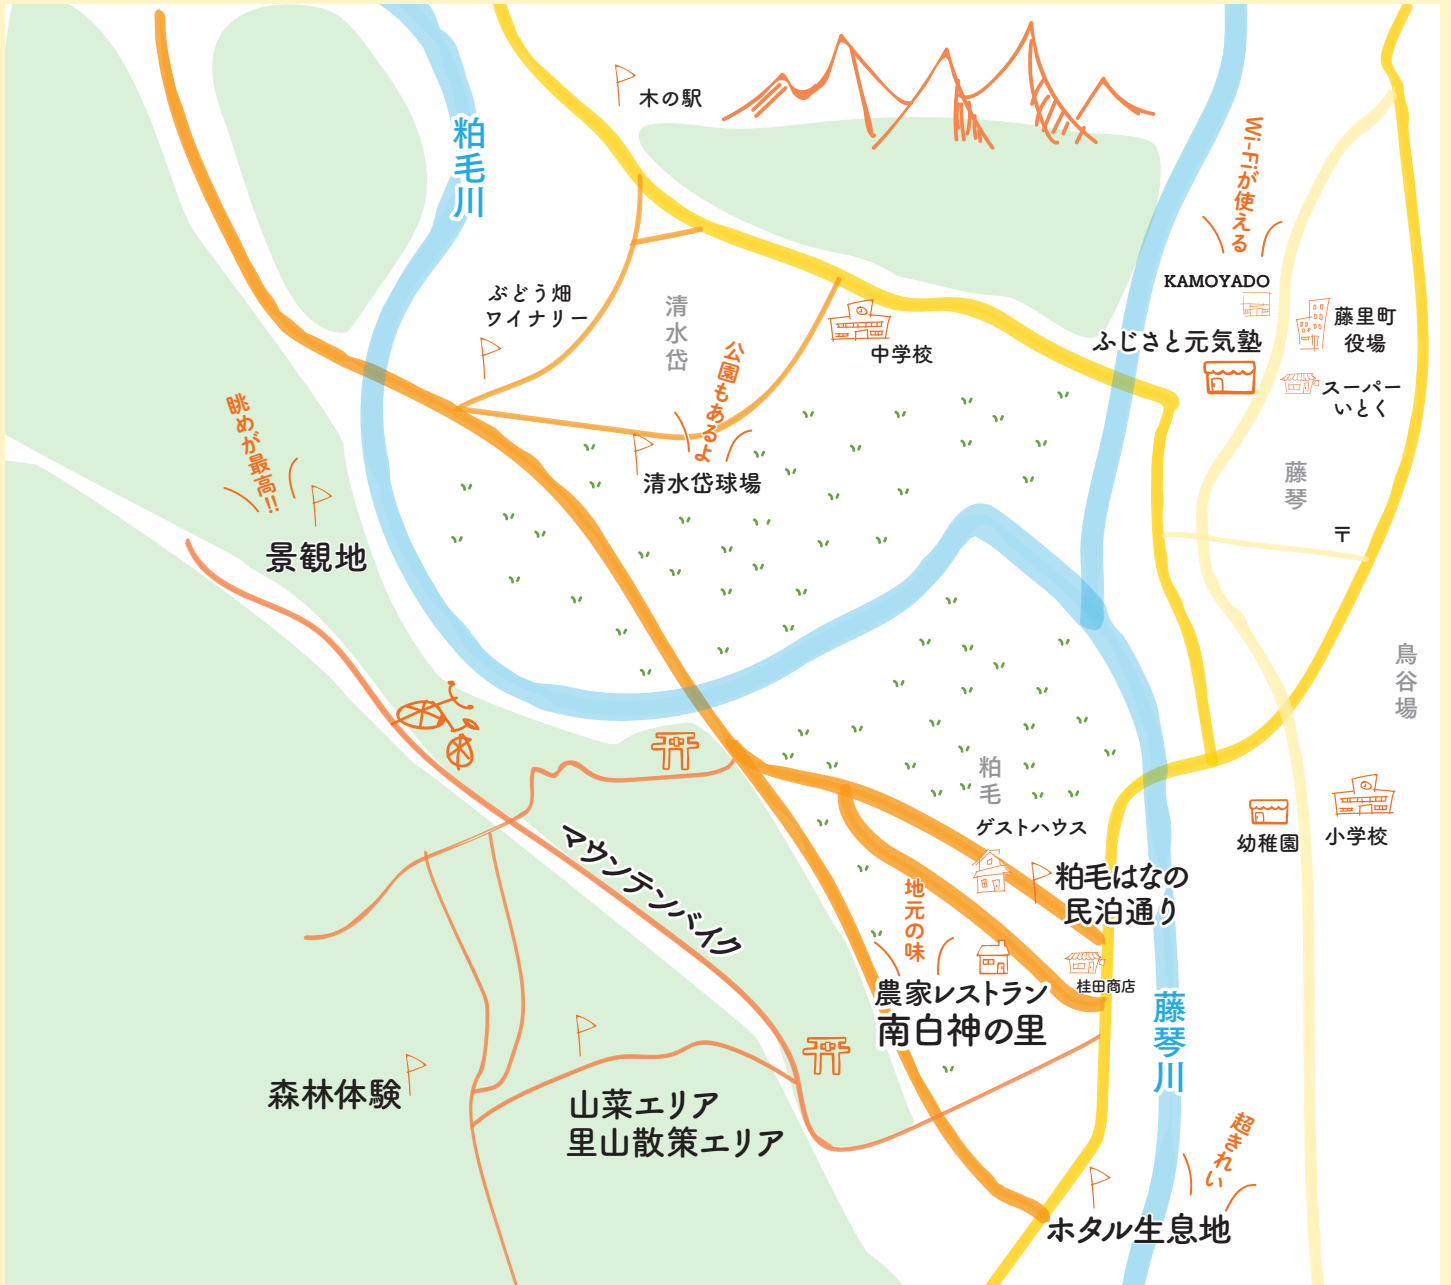 木の駅
粕毛川
Wi-Fiが使える
KAMOYADO
ぶどう畑
ワイナリー
清水岱
藤里町
役場
中学校
ふじさと元気塾
公園もあるよ
スーパー
いとく
眺めが最高!!
清水岱球場
藤琴
〒
景観地
鳥谷場
粕毛
ゲストハウス
幼稚園
小学校
マウンテンバイク
粕毛はなの
民泊通り
地元の味
桂田商店
農家レストラン
南白神の里
藤琴川
森林体験
山菜エリア
里山散策エリア
超きれい
ホタル生息地